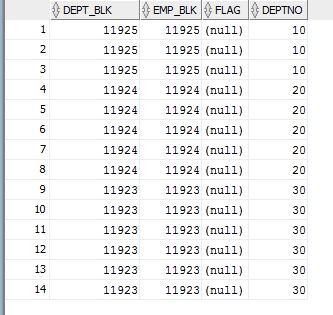 DEPT_BLK EMP_BLK FLAG DEPTNO
1 11925 11925 (null) 10
2 11925 11925 (null) 10
3 11925 11925 (null) 10
4 11924 11924 (null) 20
5 11924 11924 (null) 20
6 11924 11924 (null) 20
7 11924 11924 (null) 20
8 11924 11924 (null) 20
9 11923 11923 (null) 30
10 11923 11923 (null) 30
11 11923 11923 (null) 30
12 11923 11923 (null) 30
13 11923 11923 (null) 30
14 11923 11923 (null) 30